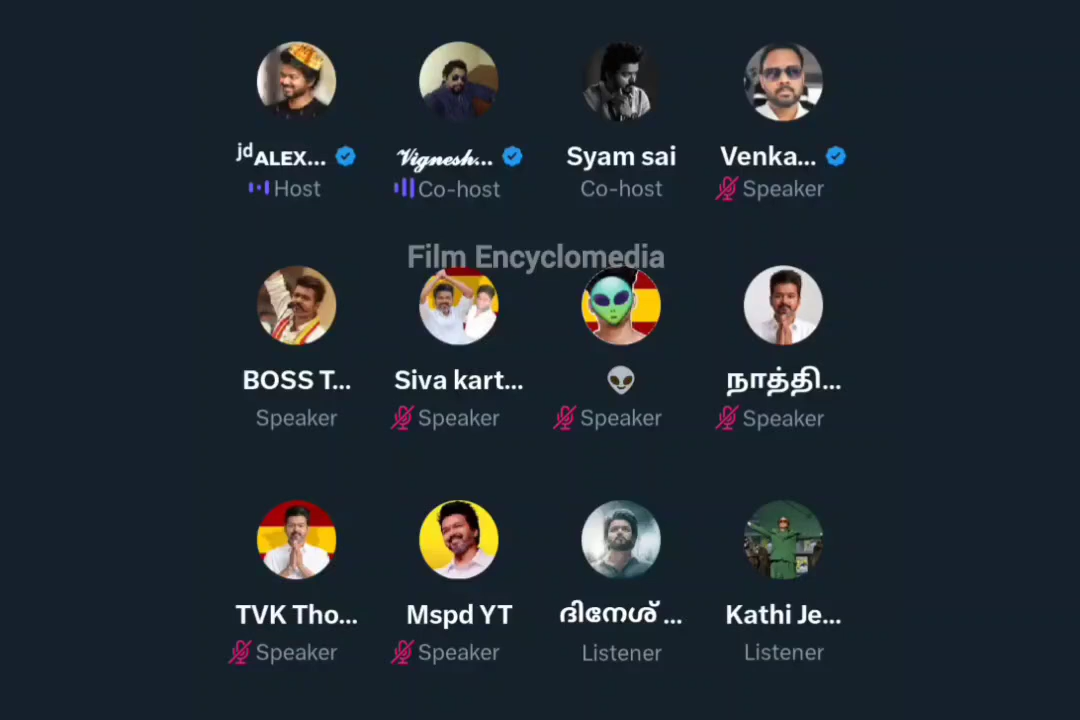 jdALEX...
𝓥𝓲𝓰𝓷𝓮𝓼𝓱...
Syam sai
Venka...
Host
Co-host
Co-host
Speaker
Film Encyclomedia
BOSS T...
Siva kart...
👽
நாத்தி...
Speaker
Speaker
Speaker
Speaker
TVK Tho...
Mspd YT
ദിനേശ് ...
Kathi Je...
Speaker
Speaker
Listener
Listener